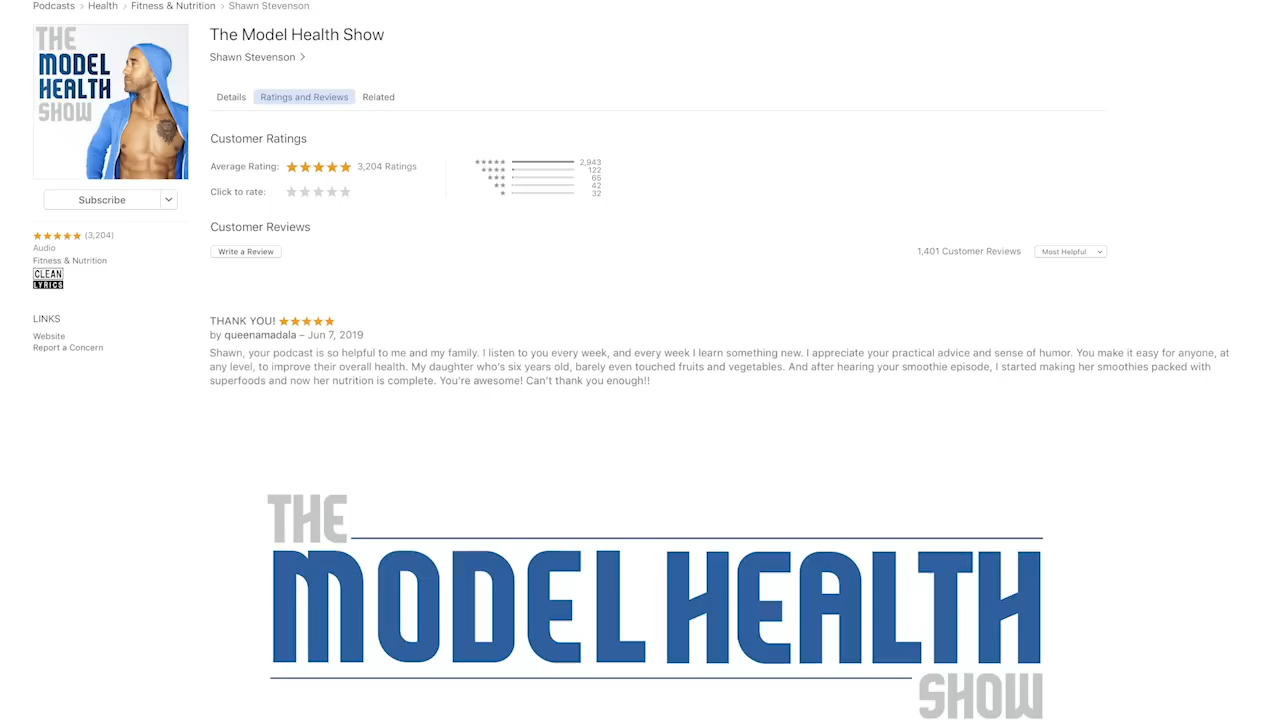 Podcasts > Health > Fitness & Nutrition > Shawn Stevenson
THE
MODEL
HEALTH
SHOW
Subscribe
★★★★★ (3,204)
Audio
Fitness & Nutrition
CLEAN
LYRICS
LINKS
Website
Report a Concern
The Model Health Show
Shawn Stevenson >
Details Ratings and Reviews Related
Customer Ratings
Average Rating: ★★★★★ 3,204 Ratings
Click to rate: ★★★★★
★★★★★ 2,943
★★★★ 122
★★★ 65
★★ 42
★ 32
Customer Reviews
Write a Review 1,401 Customer Reviews Most Helpful
THANK YOU! ★★★★★
by queenamadala – Jun 7, 2019
Shawn, your podcast is so helpful to me and my family. I listen to you every week, and every week I learn something new. I appreciate your practical advice and sense of humor. You make it easy for anyone, at
any level, to improve their overall health. My daughter who's six years old, barely even touched fruits and vegetables. And after hearing your smoothie episode, I started making her smoothies packed with
superfoods and now her nutrition is complete. You're awesome! Can't thank you enough!!
THE
MODEL HEALTH
SHOW